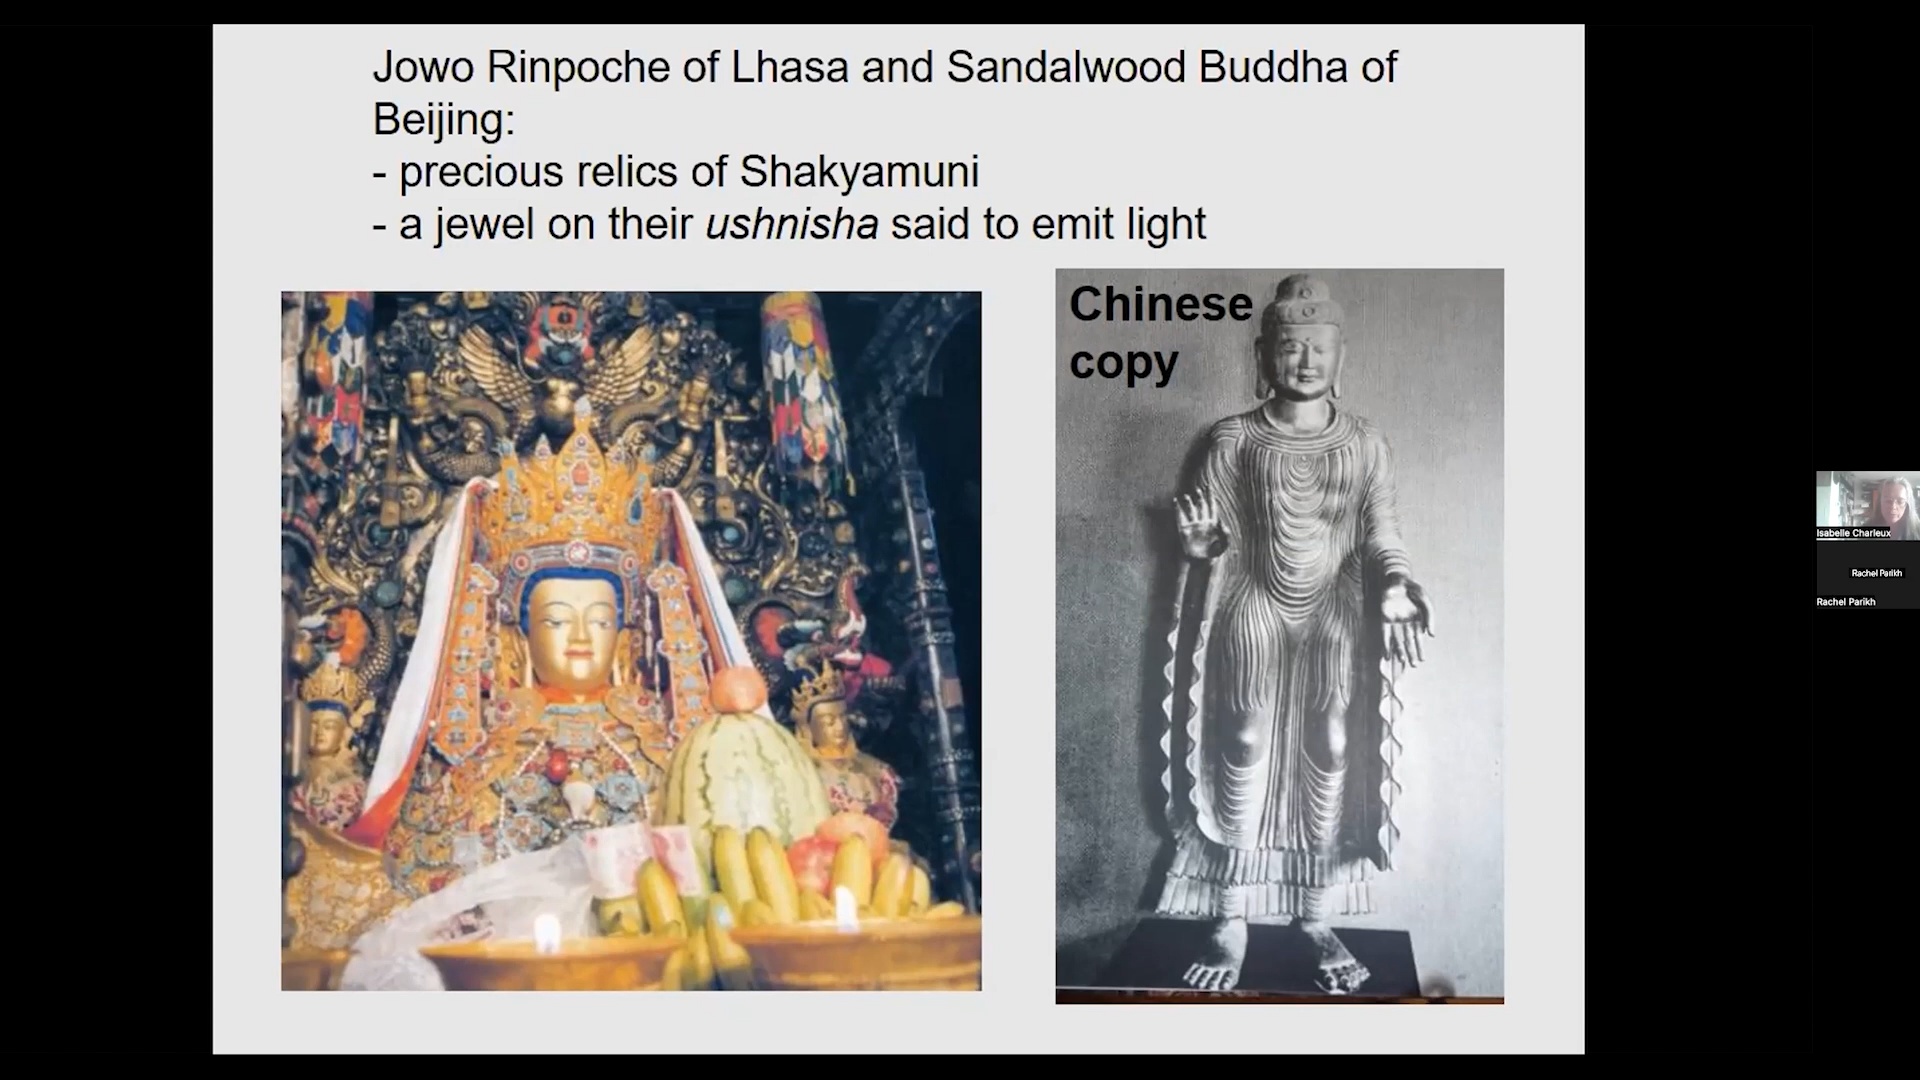 Jowo Rinpoche of Lhasa and Sandalwood Buddha of
Beijing:
- precious relics of Shakyamuni
- a jewel on their ushnisha said to emit light
Chinese
copy
Isabelle Charleux
Rachel Parikh
Rachel Parikh